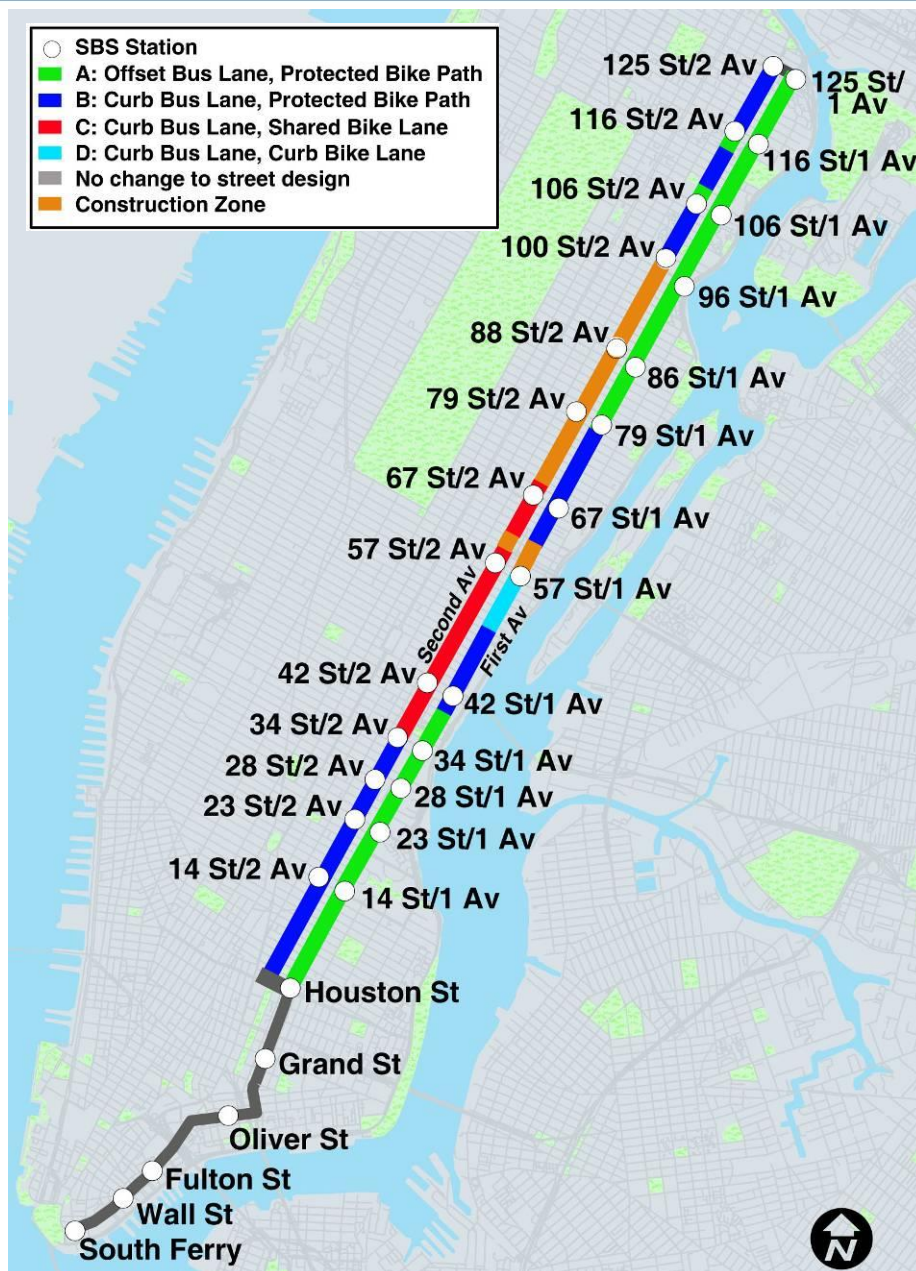 SBS Station
A: Offset Bus Lane, Protected Bike Path
B: Curb Bus Lane, Protected Bike Path
C: Curb Bus Lane, Shared Bike Lane
D: Curb Bus Lane, Curb Bike Lane
No change to street design
Construction Zone
125 St/2 Av
125 St/
1 Av
116 St/2 Av
116 St/1 Av
106 St/2 Av
106 St/1 Av
100 St/2 Av
96 St/1 Av
88 St/2 Av
86 St/1 Av
79 St/2 Av
79 St/1 Av
67 St/2 Av
67 St/1 Av
57 St/2 Av
57 St/1 Av
Second Av
First Av
42 St/2 Av
42 St/1 Av
34 St/2 Av
34 St/1 Av
28 St/2 Av
28 St/1 Av
23 St/2 Av
23 St/1 Av
14 St/2 Av
14 St/1 Av
Houston St
Grand St
Oliver St
Fulton St
Wall St
South Ferry
N